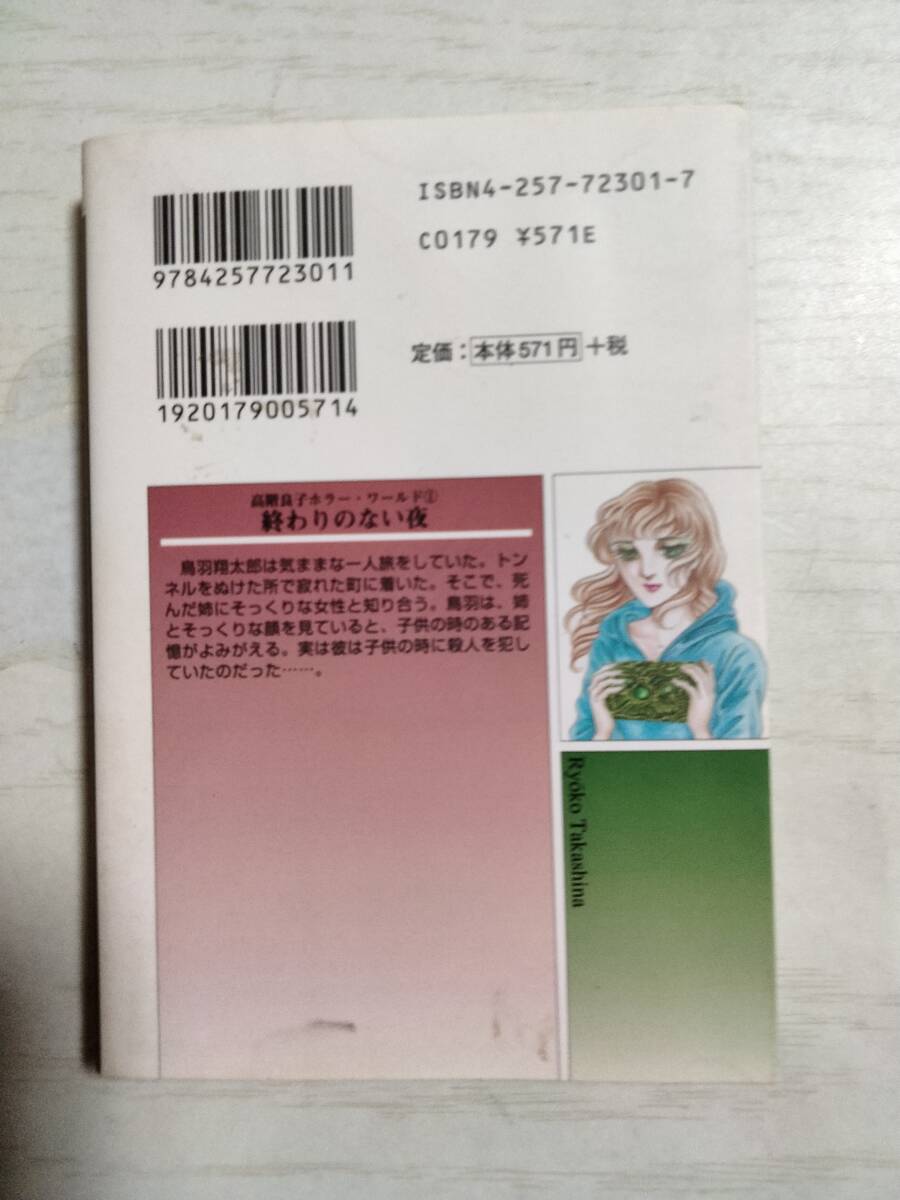 ISBN4-257-72301-7
C0179 ¥571E
9784257723011
定価：本体571円+税
1920179005714
高階良子ホラー・ワールド①
終わりのない夜
鳥羽翔太郎は気ままな一人旅をしていた。トン
ネルをぬけた所で寂れた町に着いた。そこで、死
んだ姉にそっくりな女性と知り合う。鳥羽は、姉
とそっくりな顔を見ていると、子供の時のある記
憶がよみがえる。実は彼は子供の時に殺人を犯し
ていたのだった……。
Ryōko Takashina